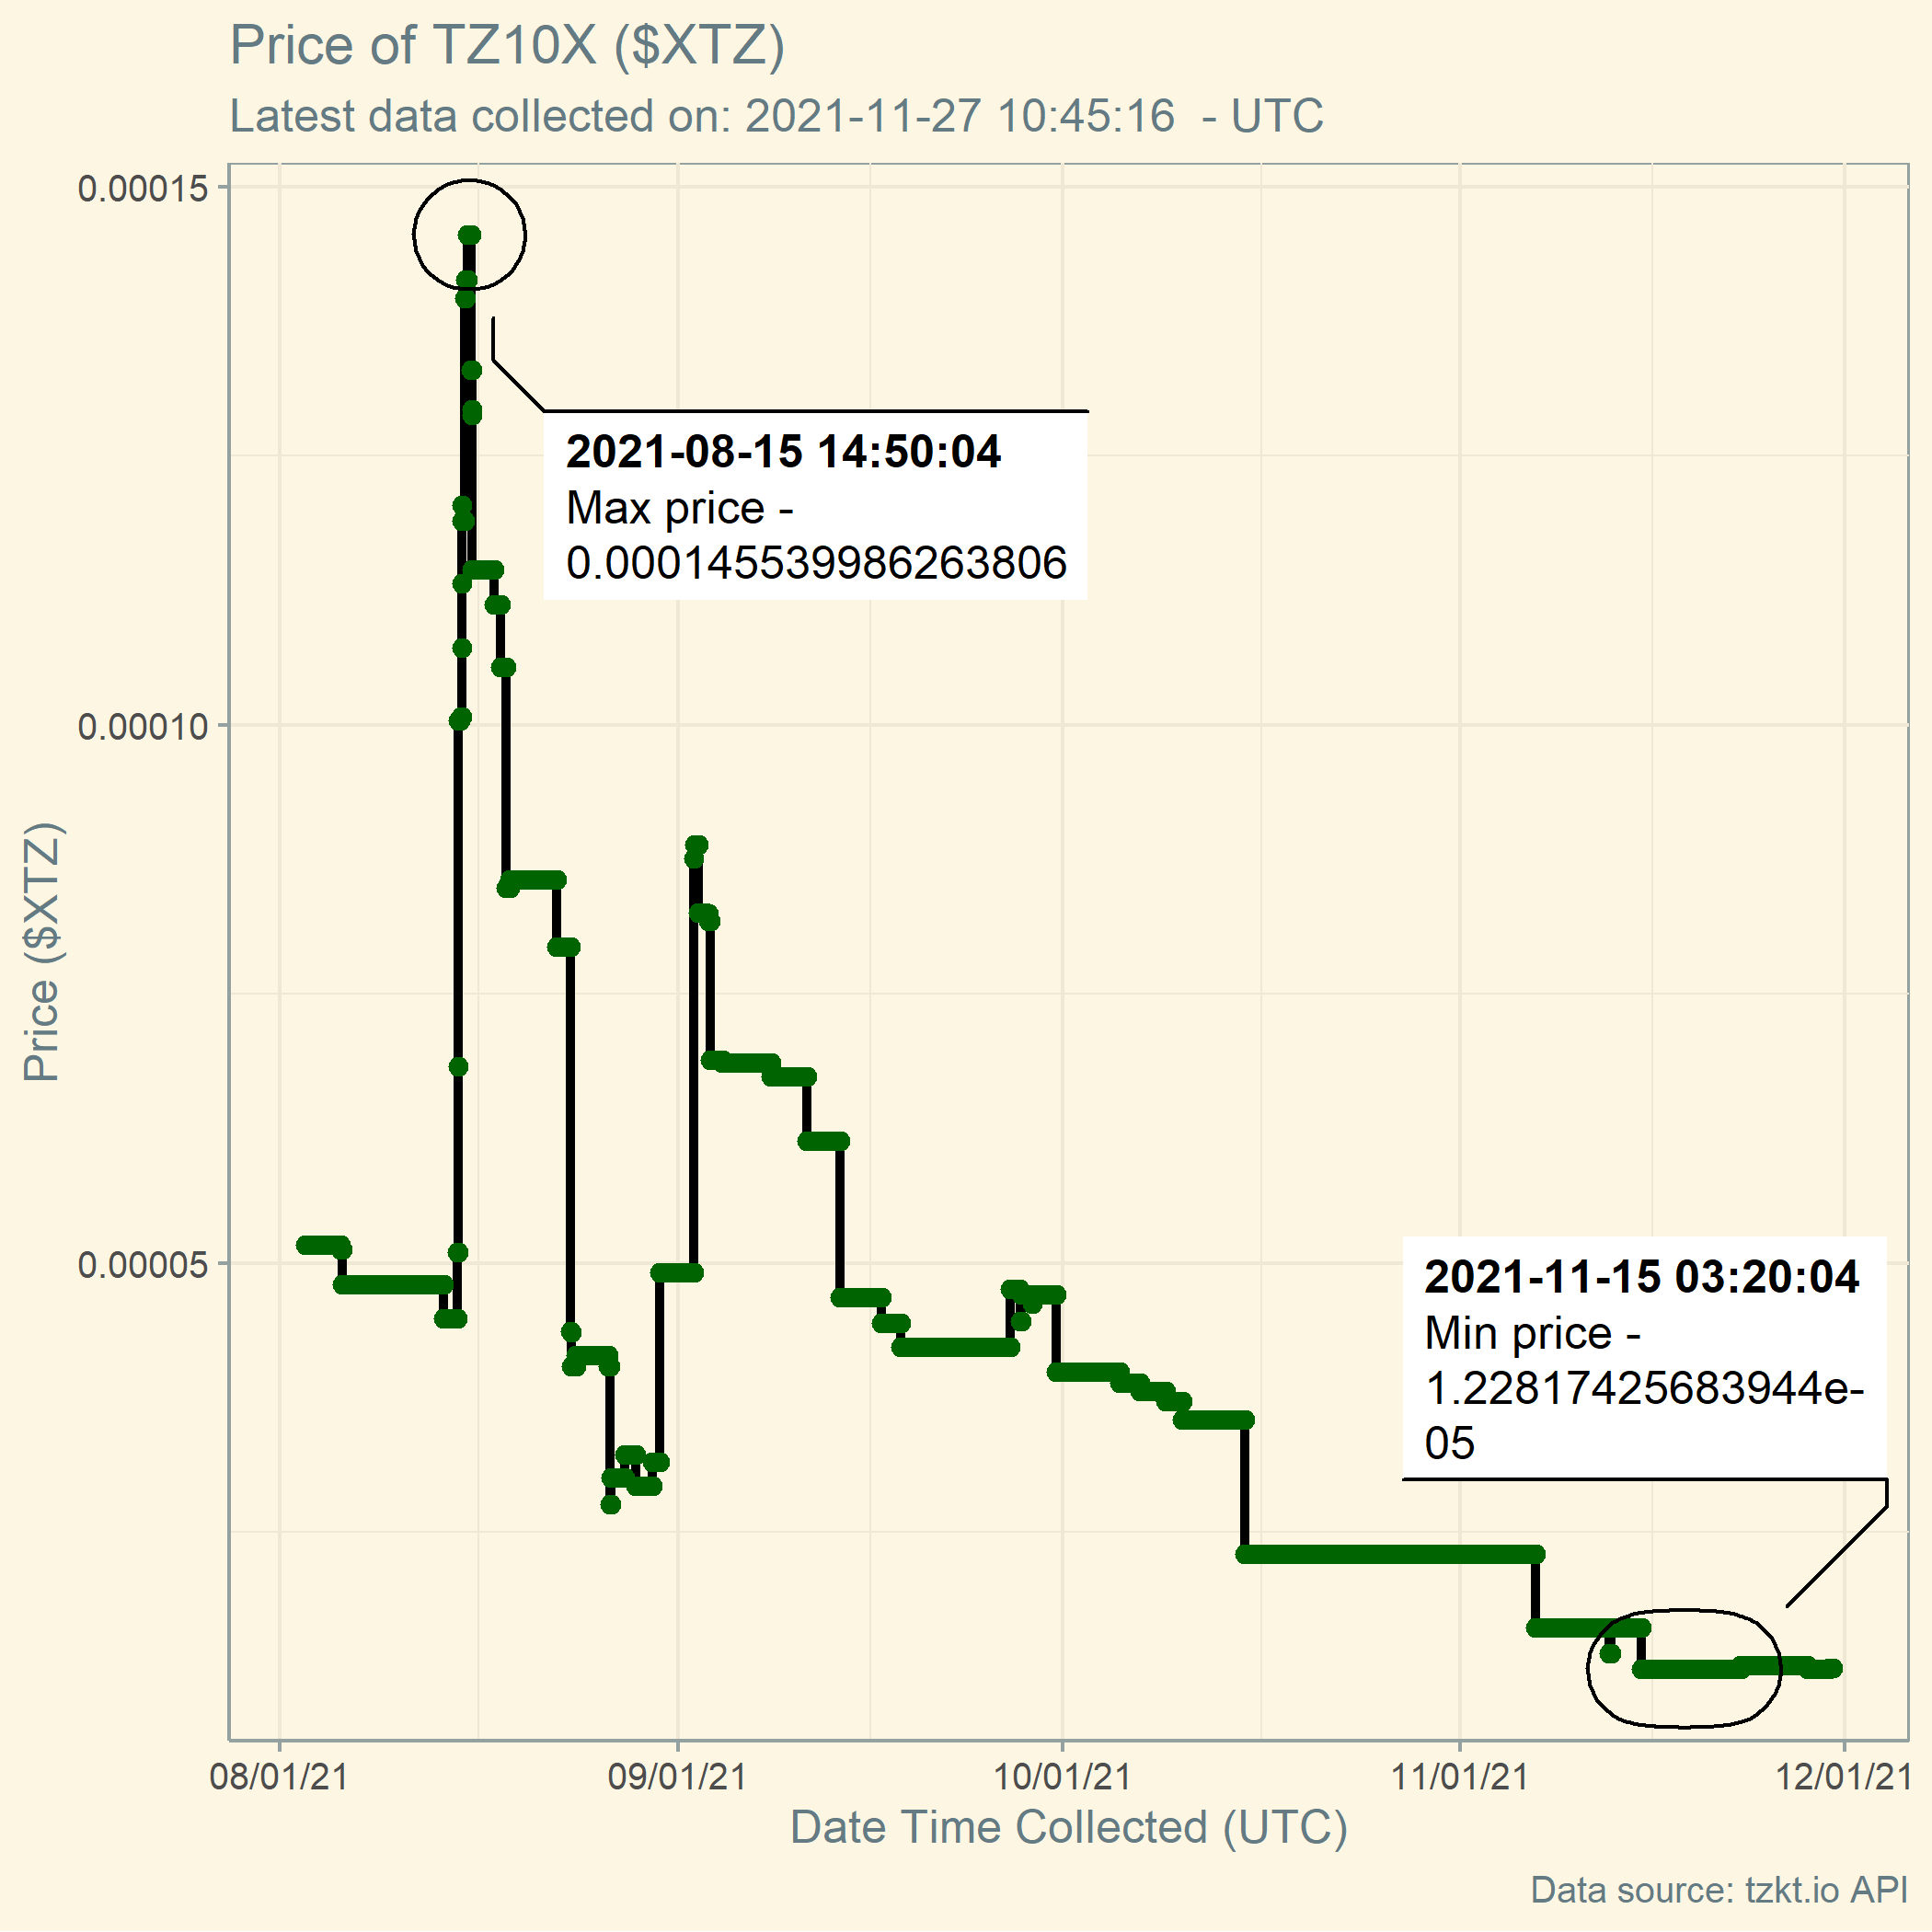 Price of TZ10X ($XTZ)
Latest data collected on: 2021-11-27 10:45:16  - UTC
0.00015
2021-08-15 14:50:04
Max price -
0.000145539986263806
0.00010
Price ($XTZ)
0.00005
2021-11-15 03:20:04
Min price -
1.22817425683944e-
05
08/01/21
09/01/21
10/01/21
11/01/21
12/01/21
Date Time Collected (UTC)
Data source: tzkt.io API